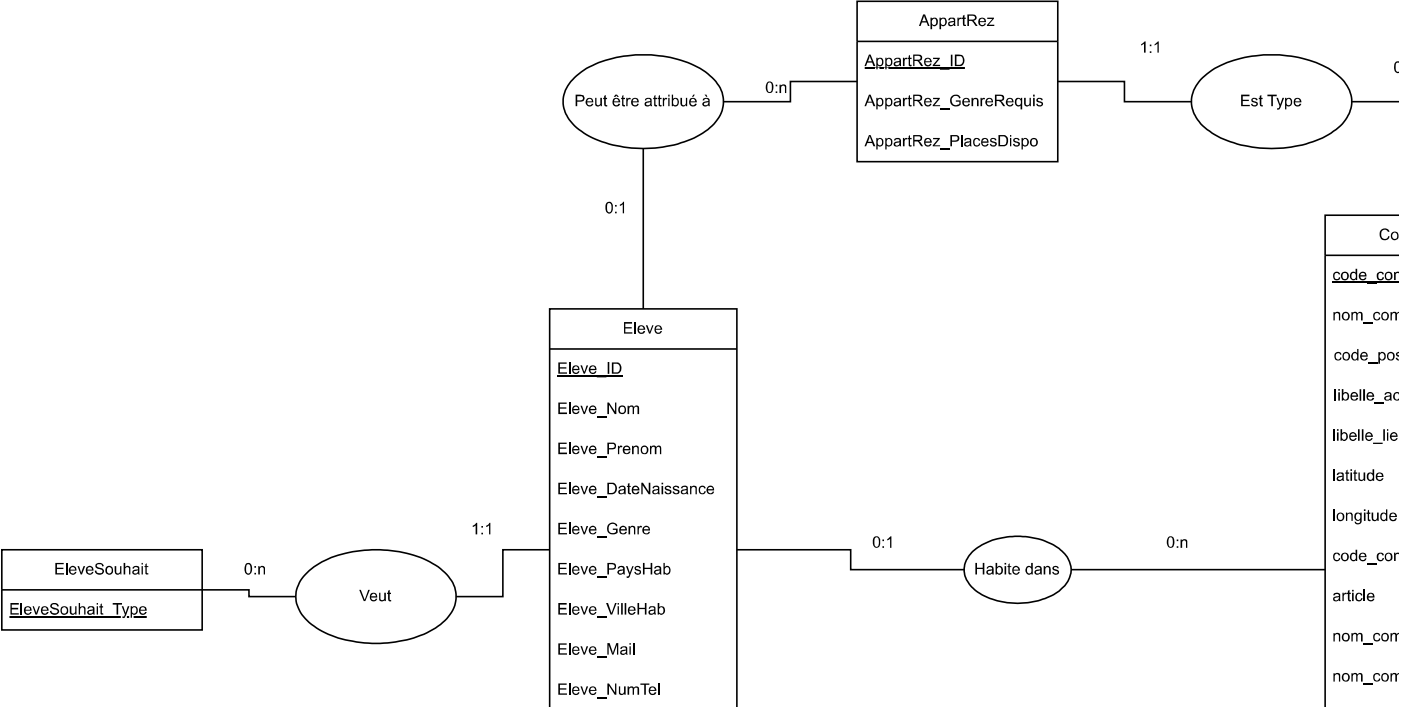 AppartRez
AppartRez_ID
AppartRez_GenreRequis
AppartRez_PlacesDispo
Peut être attribué à
0:n
1:1
Est Type
0:1
Eleve
Eleve_ID
Eleve_Nom
Eleve_Prenom
Eleve_DateNaissance
Eleve_Genre
Eleve_PaysHab
Eleve_VilleHab
Eleve_Mail
Eleve_NumTel
EleveSouhait
EleveSouhait_Type
0:n
Veut
1:1
0:1
Habite dans
0:n
latitude
longitude
article